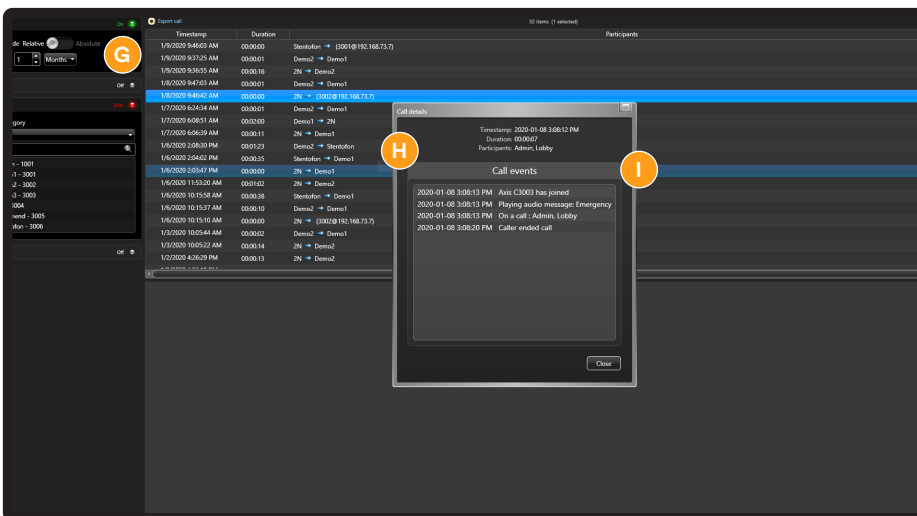 On
Export call
52 items (1 selected)
Timestamp Duration Participants
de Relative Absolute
1 Months
G
Off
Stop
gory
- 1001
1 - 3001
2 - 3002
3 - 3003
3004
nend - 3005
ofon - 3006
Off
1/9/2020 9:46:03 AM 00:00:00 Stentofon → (3001@192.168.73.7)
1/9/2020 9:37:25 AM 00:00:01 Demo2 → Demo1
1/9/2020 9:36:55 AM 00:00:16 2N → Demo2
1/8/2020 9:47:03 AM 00:00:01 Demo2 → Demo1
1/8/2020 9:46:42 AM 00:00:00 2N → (3002@192.168.73.7)
1/7/2020 6:24:34 AM 00:00:01 Demo2 → Demo1
1/7/2020 6:08:51 AM 00:02:00 Demo1 → 2N
1/7/2020 6:06:39 AM 00:00:11 2N → Demo1
1/6/2020 2:08:30 PM 00:01:23 Demo2 → Stentofon
1/6/2020 2:04:02 PM 00:00:35 Stentofon → Demo1
1/6/2020 2:03:47 PM 00:00:00 2N → Demo1
1/6/2020 11:53:20 AM 00:01:02 2N → Demo2
1/6/2020 10:15:58 AM 00:00:38 Stentofon → Demo1
1/6/2020 10:15:37 AM 00:00:10 Demo2 → Demo1
1/6/2020 10:15:10 AM 00:00:00 2N → (3002@192.168.73.7)
1/3/2020 10:05:44 AM 00:00:02 Demo2 → Demo1
1/3/2020 10:05:22 AM 00:00:14 2N → Demo2
1/2/2020 4:26:29 PM 00:00:13 2N → Demo2
Call details
H
Timestamp: 2020-01-08 3:08:12 PM
Duration: 00:00:07
Participants: Admin, Lobby
I
Call events
2020-01-08 3:08:13 PM Axis C3003 has joined
2020-01-08 3:08:13 PM Playing audio message: Emergency
2020-01-08 3:08:13 PM On a call : Admin, Lobby
2020-01-08 3:08:20 PM Caller ended call
Close